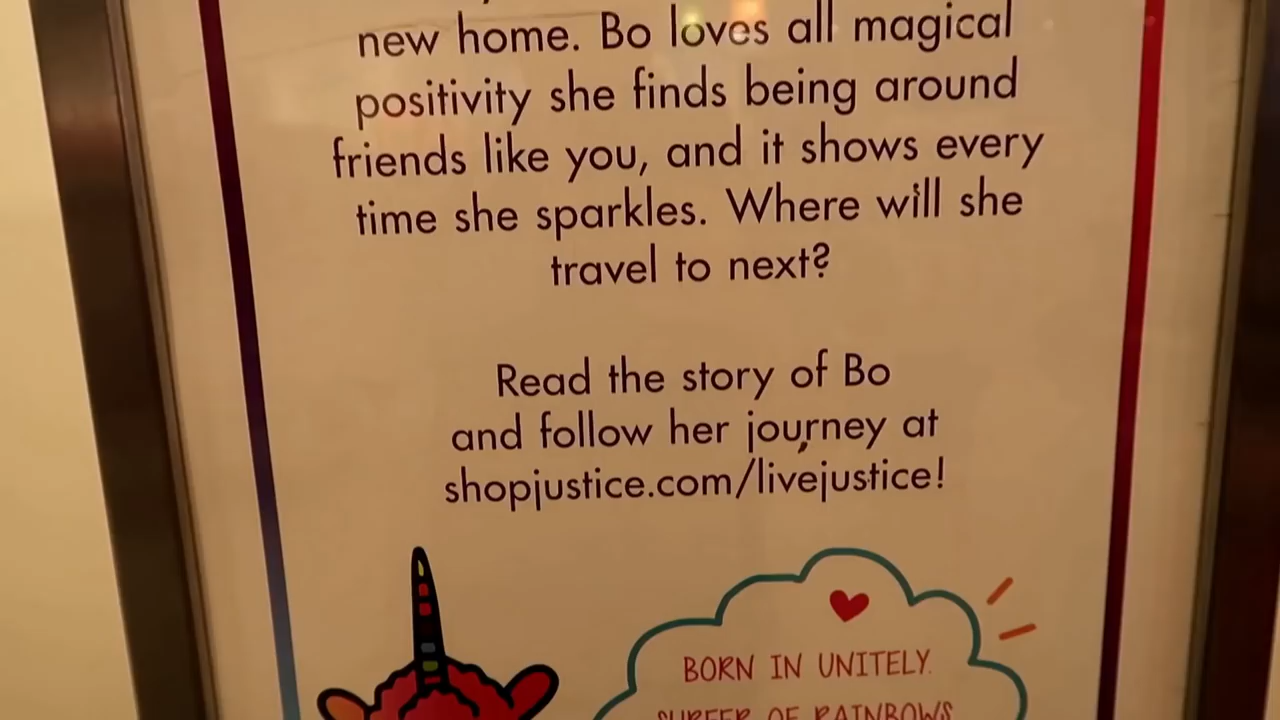 new home. Bo loves all magical
positivity she finds being around
friends like you, and it shows every
time she sparkles. Where will she
travel to next?
Read the story of Bo
and follow her journey at
shopjustice.com/livejustice!
BORN IN UNITELY.
SURFER OF RAINBOWS